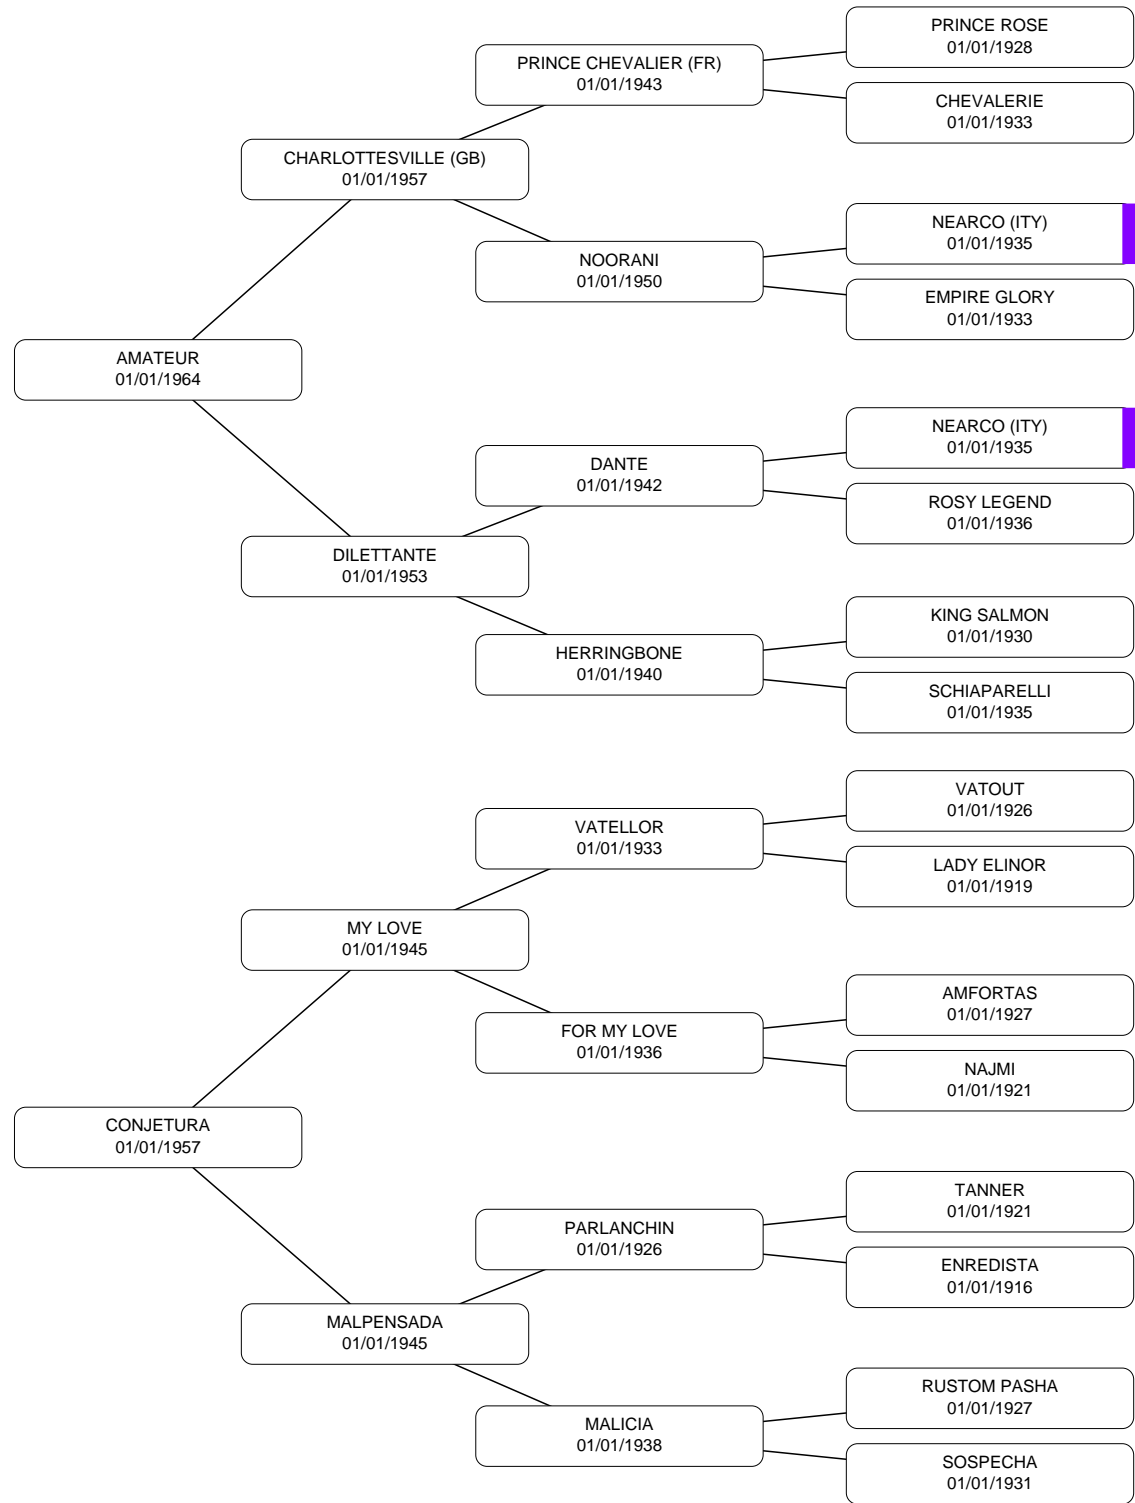 PRINCE ROSE
01/01/1928
PRINCE CHEVALIER (FR)
01/01/1943
CHEVALERIE
01/01/1933
CHARLOTTESVILLE (GB)
01/01/1957
NEARCO (ITY)
01/01/1935
NOORANI
01/01/1950
EMPIRE GLORY
01/01/1933
AMATEUR
01/01/1964
NEARCO (ITY)
01/01/1935
DANTE
01/01/1942
ROSY LEGEND
01/01/1936
DILETTANTE
01/01/1953
KING SALMON
01/01/1930
HERRINGBONE
01/01/1940
SCHIAPARELLI
01/01/1935
VATOUT
01/01/1926
VATELLOR
01/01/1933
LADY ELINOR
01/01/1919
MY LOVE
01/01/1945
AMFORTAS
01/01/1927
FOR MY LOVE
01/01/1936
NAJMI
01/01/1921
CONJETURA
01/01/1957
TANNER
01/01/1921
PARLANCHIN
01/01/1926
ENREDISTA
01/01/1916
MALPENSADA
01/01/1945
RUSTOM PASHA
01/01/1927
MALICIA
01/01/1938
SOSPECHA
01/01/1931